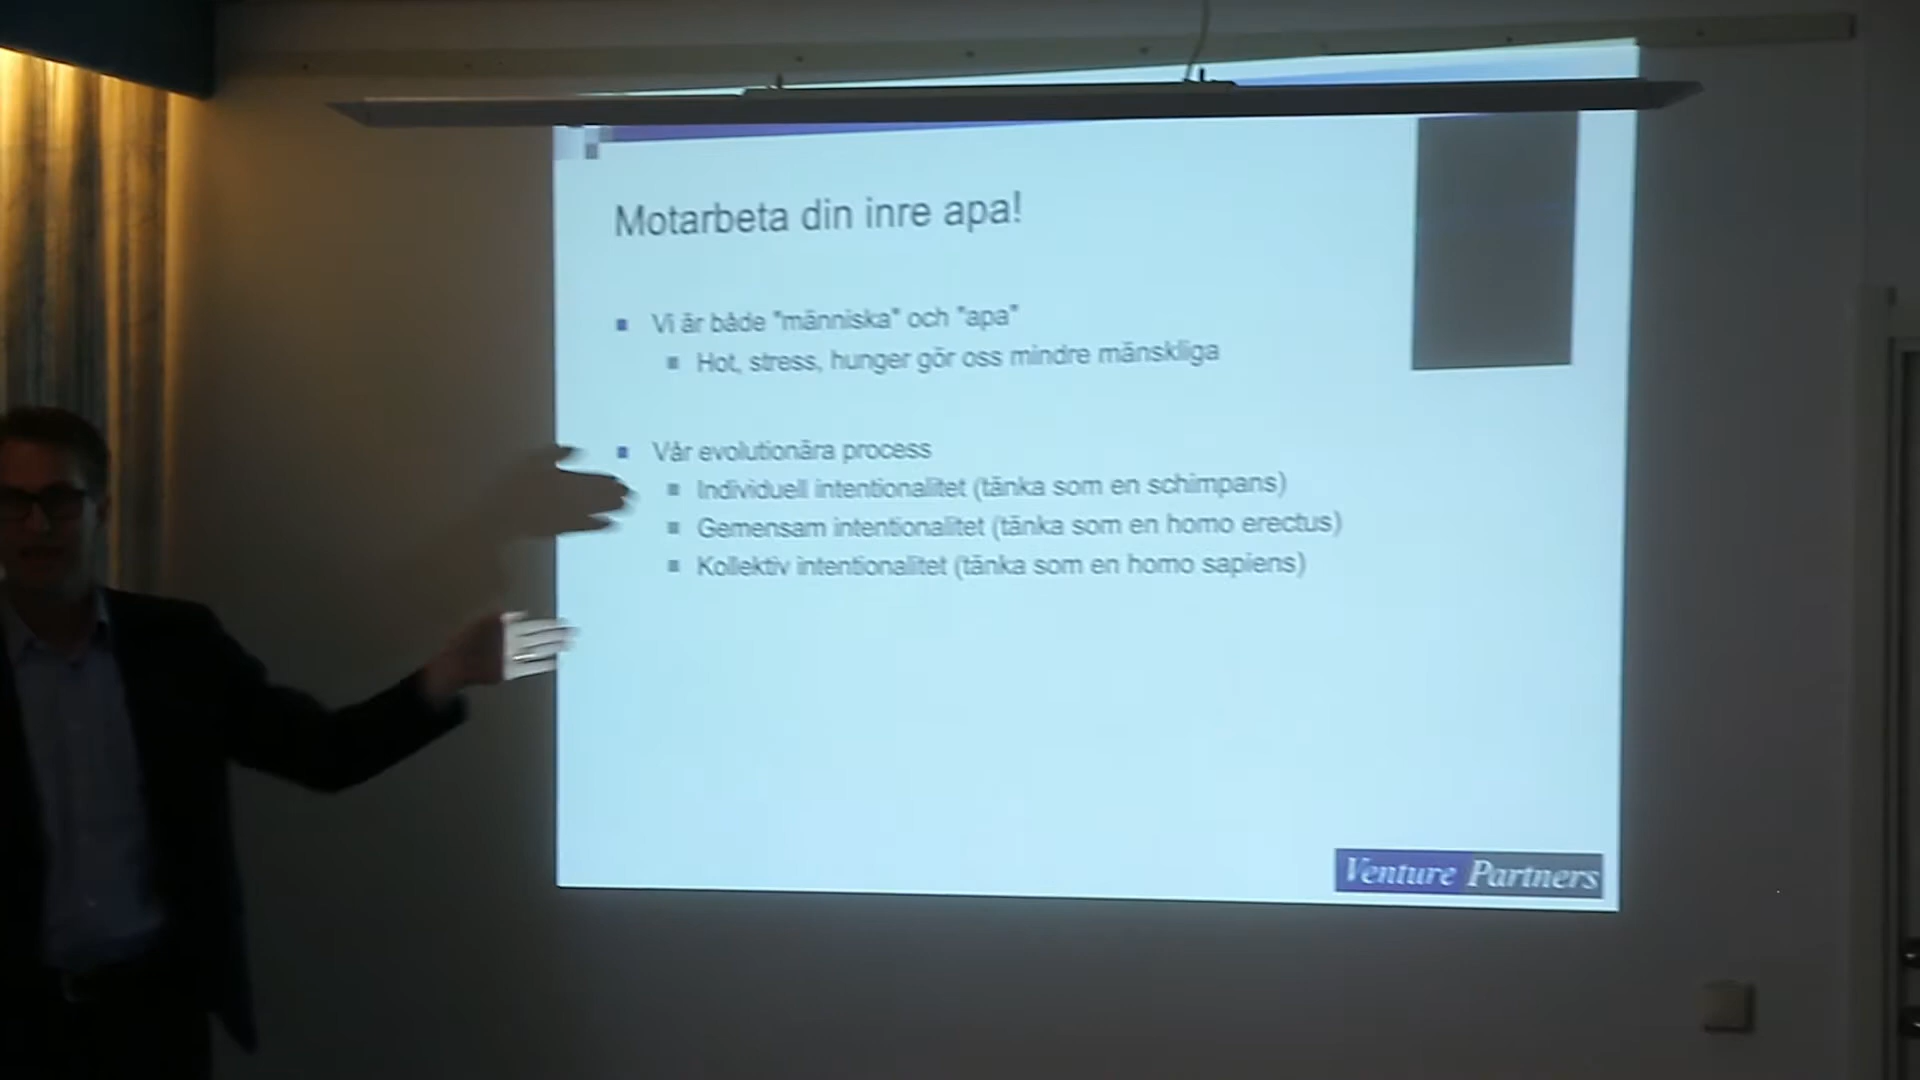 Motarbeta din inre apa!
Vi är både "människa" och "apa"
Hot, stress, hunger gör oss mindre mänskliga
Vår evolutionära process
Individuell intentionalitet (tänka som en schimpans)
Gemensam intentionalitet (tänka som en homo erectus)
Kollektiv intentionalitet (tänka som en homo sapiens)
Venture Partners